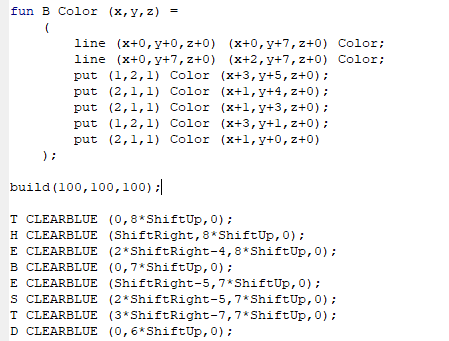 fun B Color (x,y,z) =
(
line (x+0,y+0,z+0) (x+0,y+7,z+0) Color;
line (x+0,y+7,z+0) (x+2,y+7,z+0) Color;
put (1,2,1) Color (x+3,y+5,z+0);
put (2,1,1) Color (x+1,y+4,z+0);
put (2,1,1) Color (x+1,y+3,z+0);
put (1,2,1) Color (x+3,y+1,z+0);
put (2,1,1) Color (x+1,y+0,z+0)
);
build(100,100,100);
T CLEARBLUE (0,8*ShiftUp,0);
H CLEARBLUE (ShiftRight,8*ShiftUp,0);
E CLEARBLUE (2*ShiftRight-4,8*ShiftUp,0);
B CLEARBLUE (0,7*ShiftUp,0);
E CLEARBLUE (ShiftRight-5,7*ShiftUp,0);
S CLEARBLUE (2*ShiftRight-5,7*ShiftUp,0);
T CLEARBLUE (3*ShiftRight-7,7*ShiftUp,0);
D CLEARBLUE (0,6*ShiftUp,0);